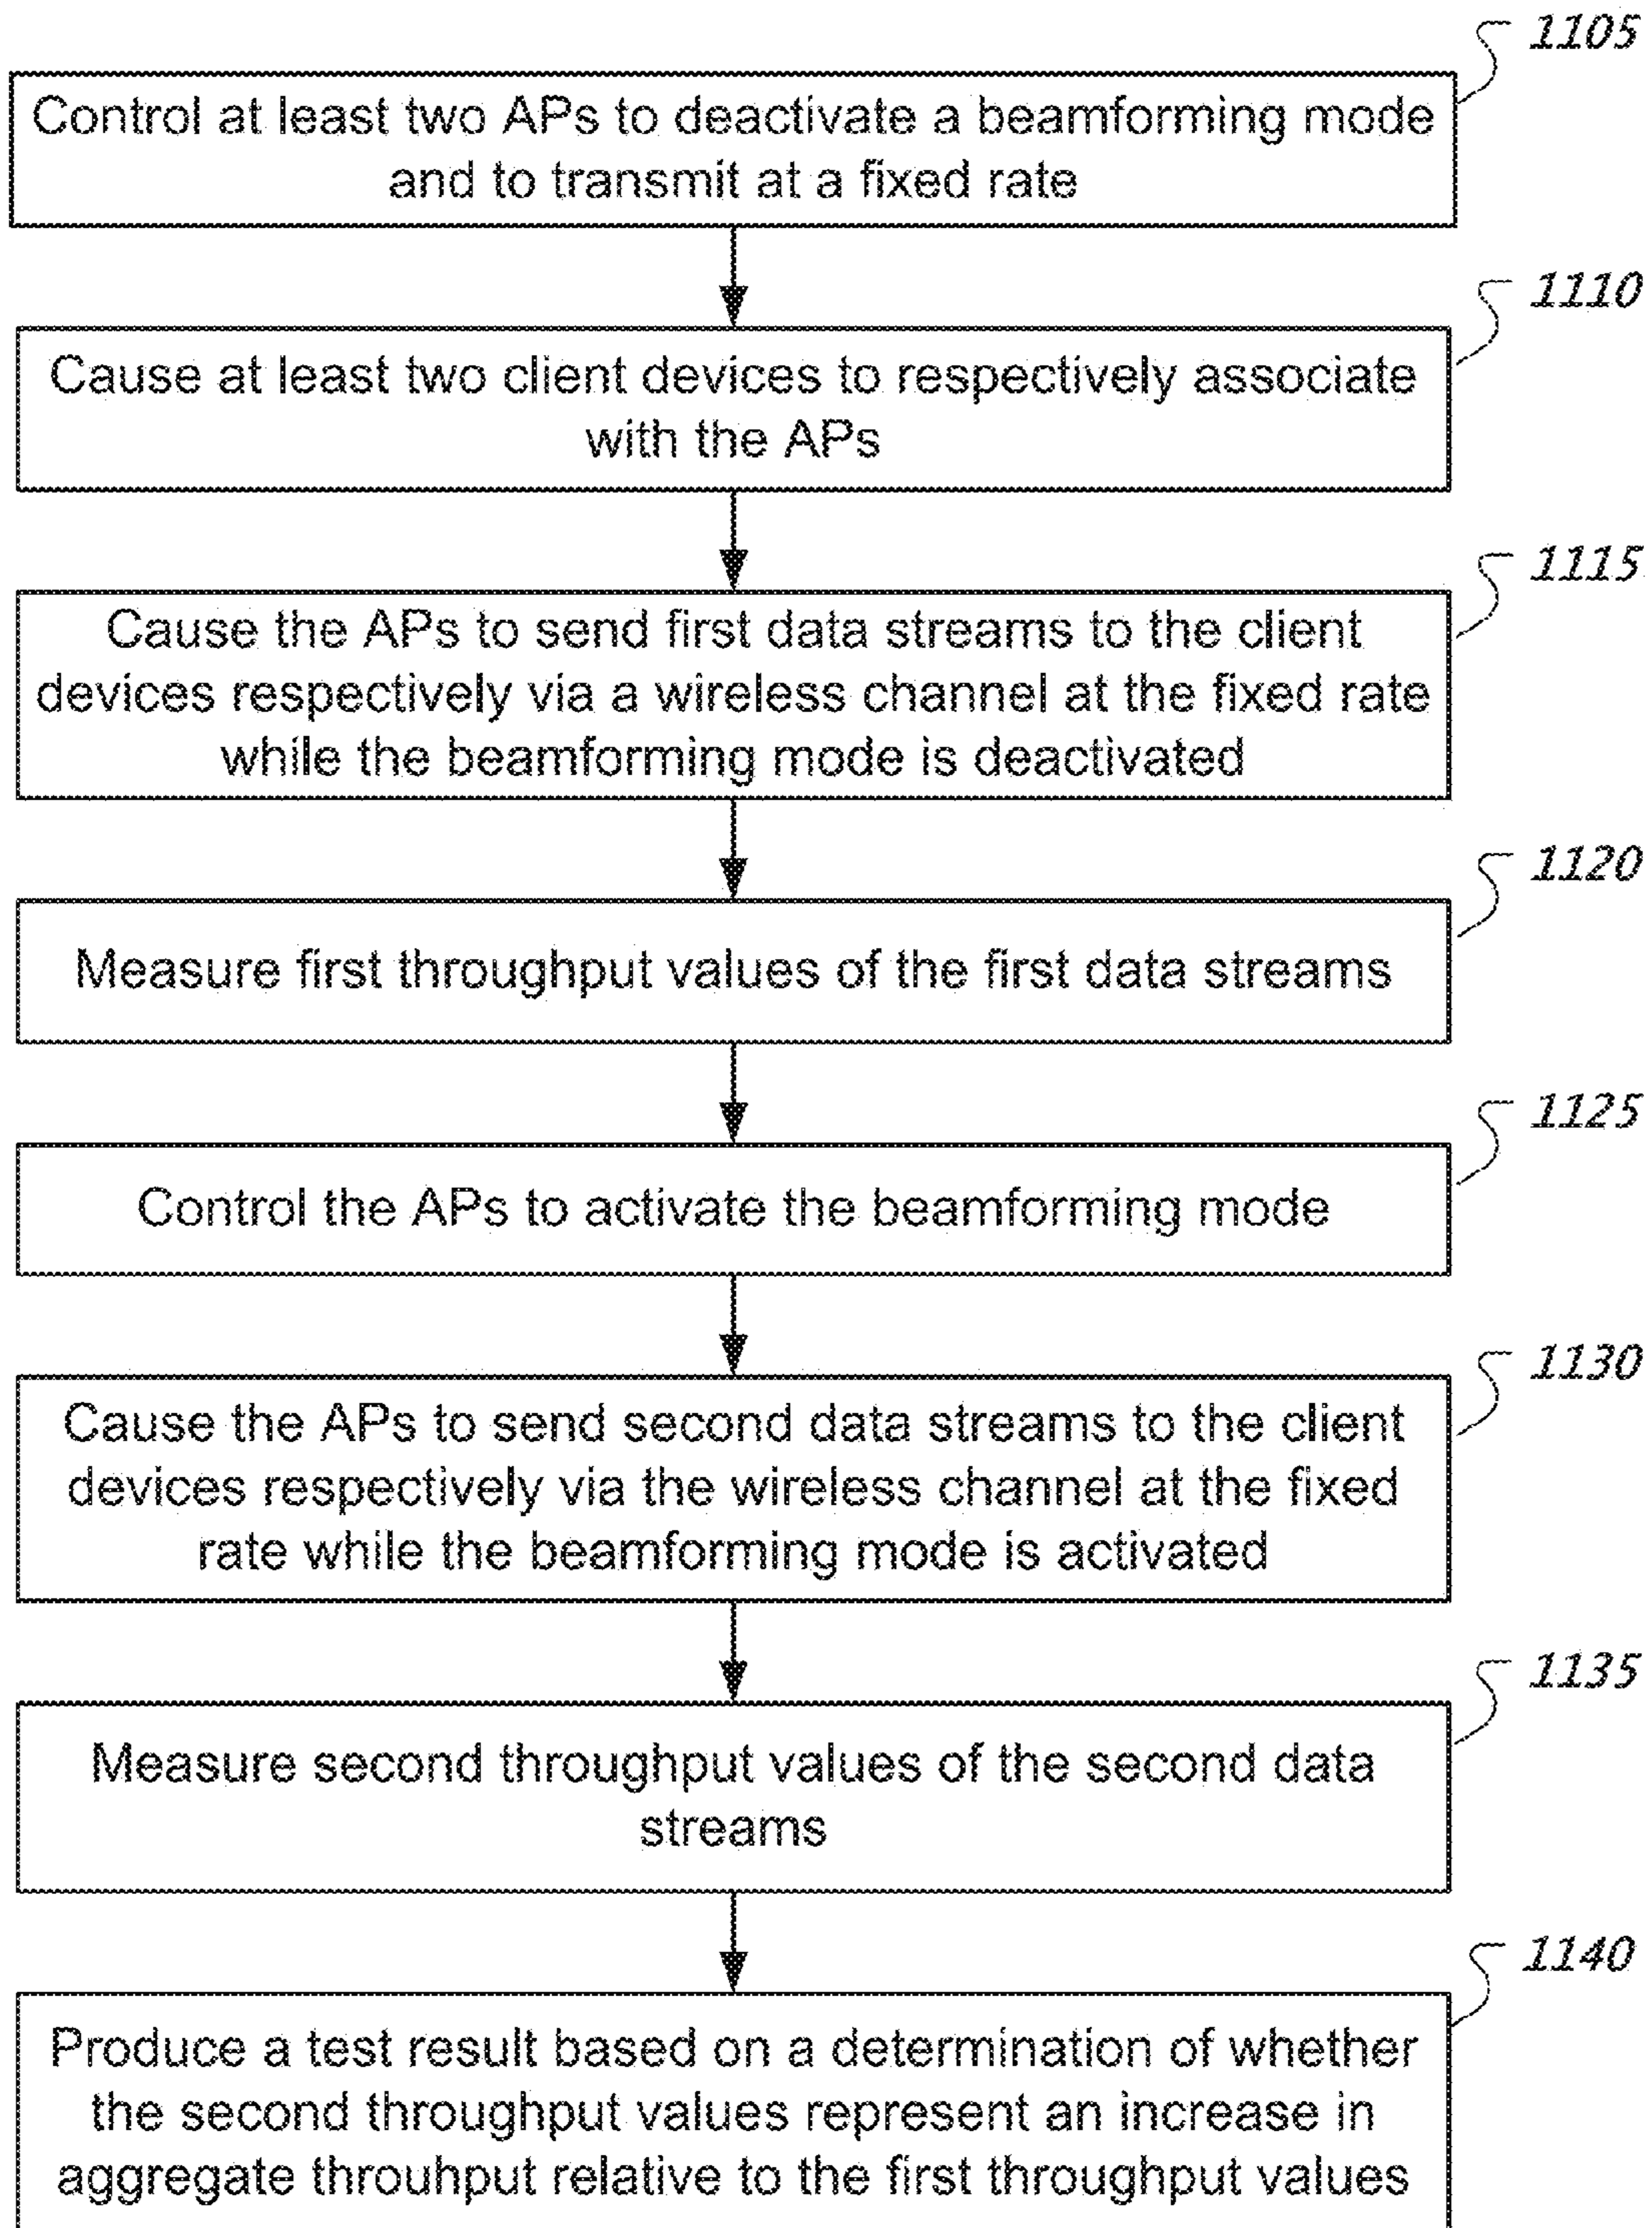 1105
Control at least two APs to deactivate a beamforming mode
and to transmit at a fixed rate
1110
Cause at least two client devices to respectively associate
with the APs
1115
Cause the APs to send first data streams to the client
devices respectively via a wireless channel at the fixed rate
while the beamforming mode is deactivated
1120
Measure first throughput values of the first data streams
1125
Control the APs to activate the beamforming mode
1130
Cause the APs to send second data streams to the client
devices respectively via the wireless channel at the fixed
rate while the beamforming mode is activated
1135
Measure second throughput values of the second data
streams
1140
Produce a test result based on a determination of whether
the second throughput values represent an increase in
aggregate throuhput relative to the first throughput values